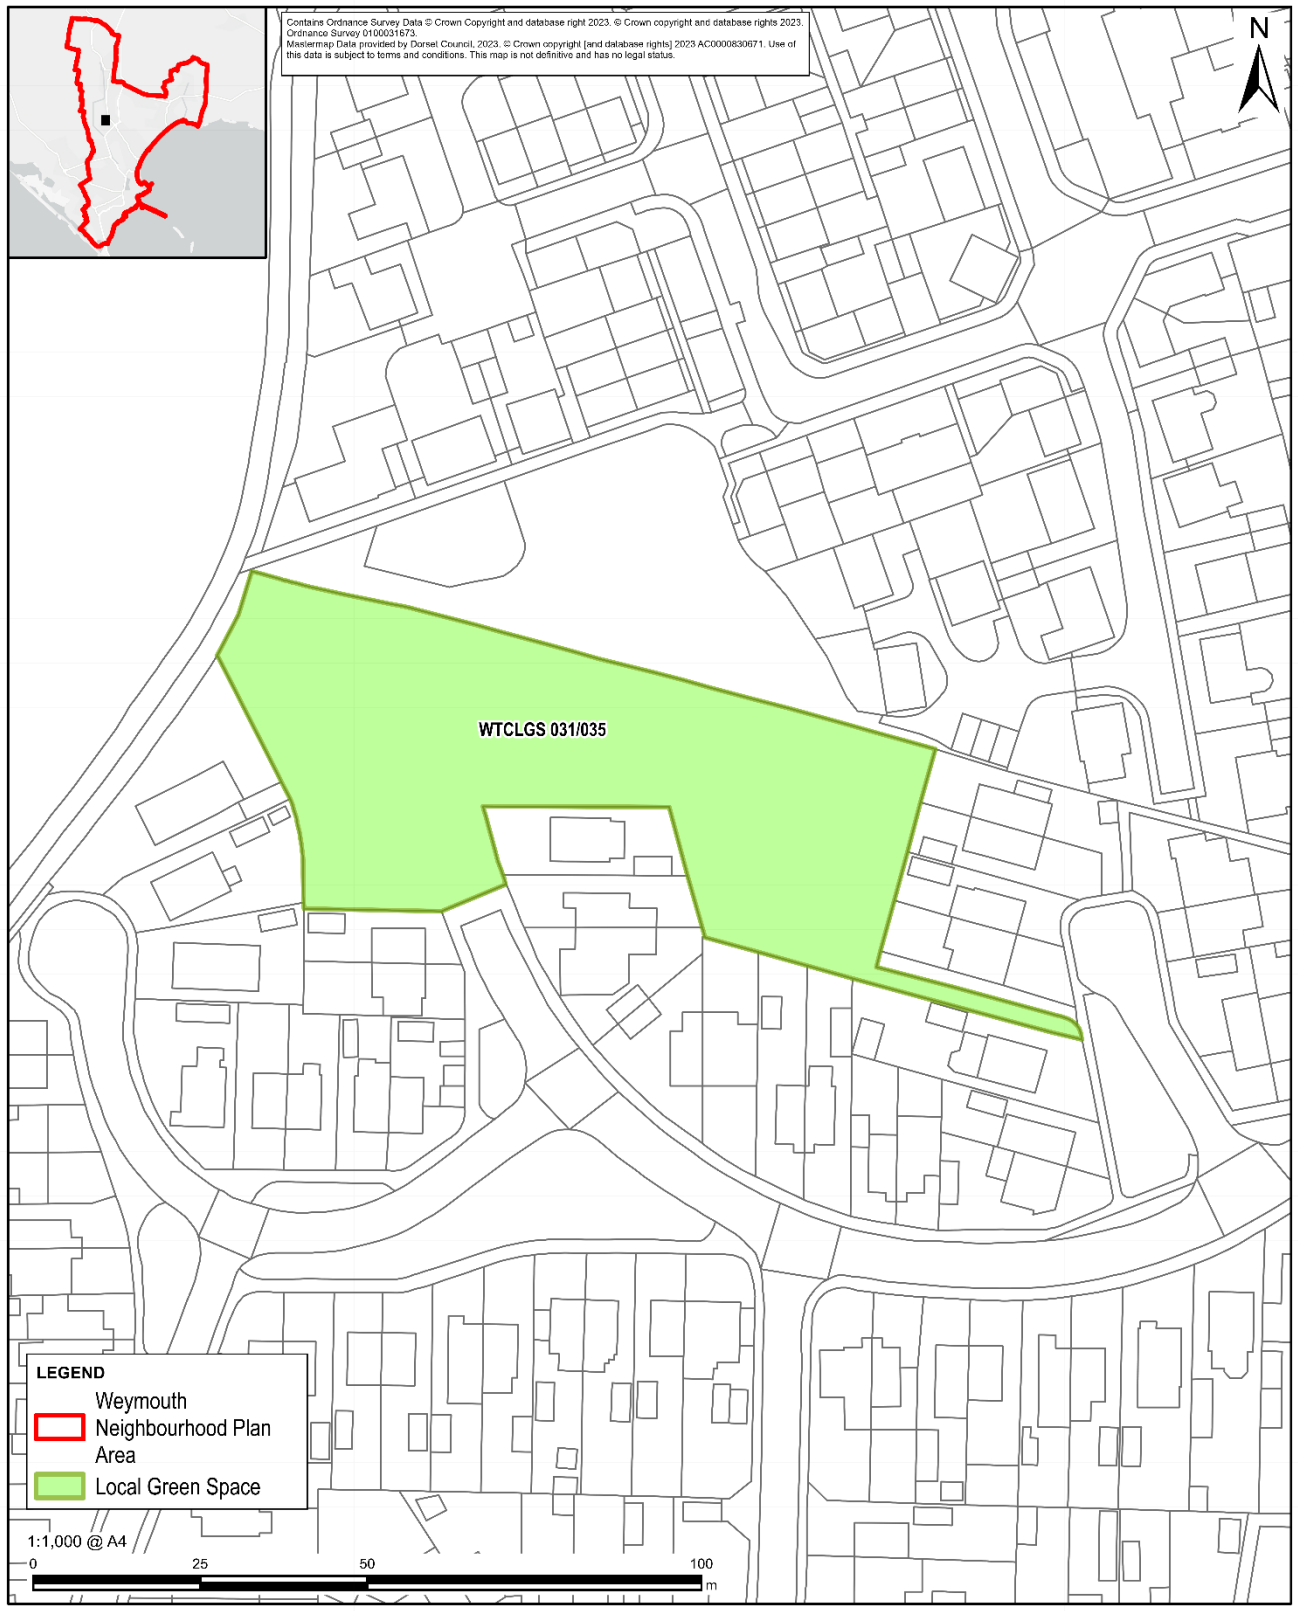 Contains Ordnance Survey Data © Crown Copyright and database right 2023. © Crown copyright and database rights 2023.
Ordnance Survey 0100031673.
Mastermap Data provided by Dorset Council, 2023. © Crown copyright [and database rights] 2023 AC0000830671. Use of
this data is subject to terms and conditions. This map is not definitive and has no legal status.
N
WTCLGS 031/035
LEGEND
Weymouth
Neighbourhood Plan
Area
Local Green Space
1:1,000 @ A4
0 25 50 100
m